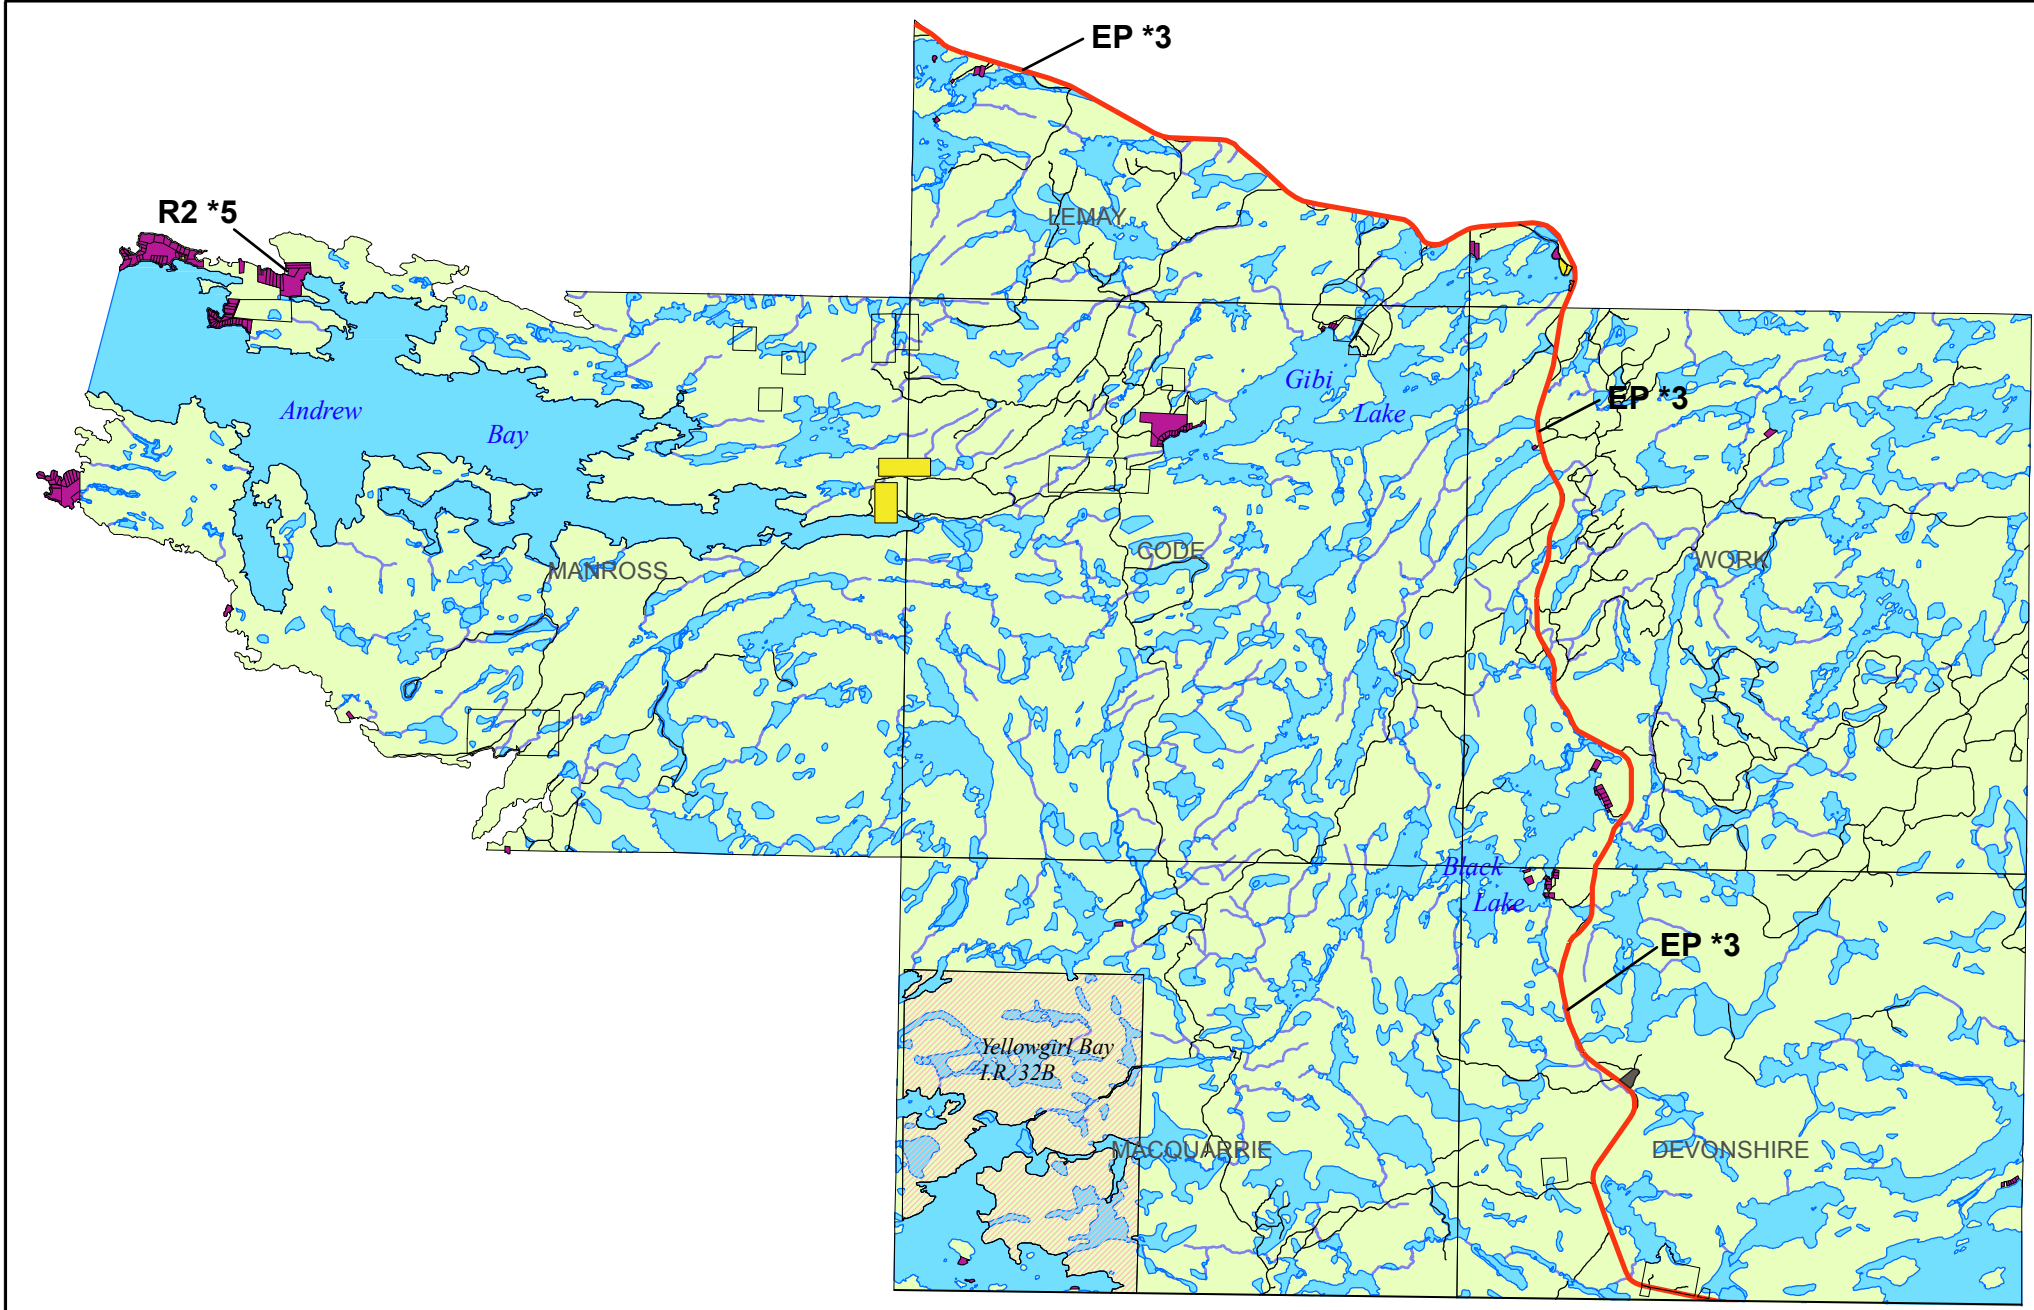 EP *3
R2 *5
LEMAY
Gibi
Lake
EP *3
Andrew
Bay
CODE
WORK
MANROSS
Black
Lake
EP *3
Yellowgirl Bay
I.R. 32B
MACQUARRIE
DEVONSHIRE